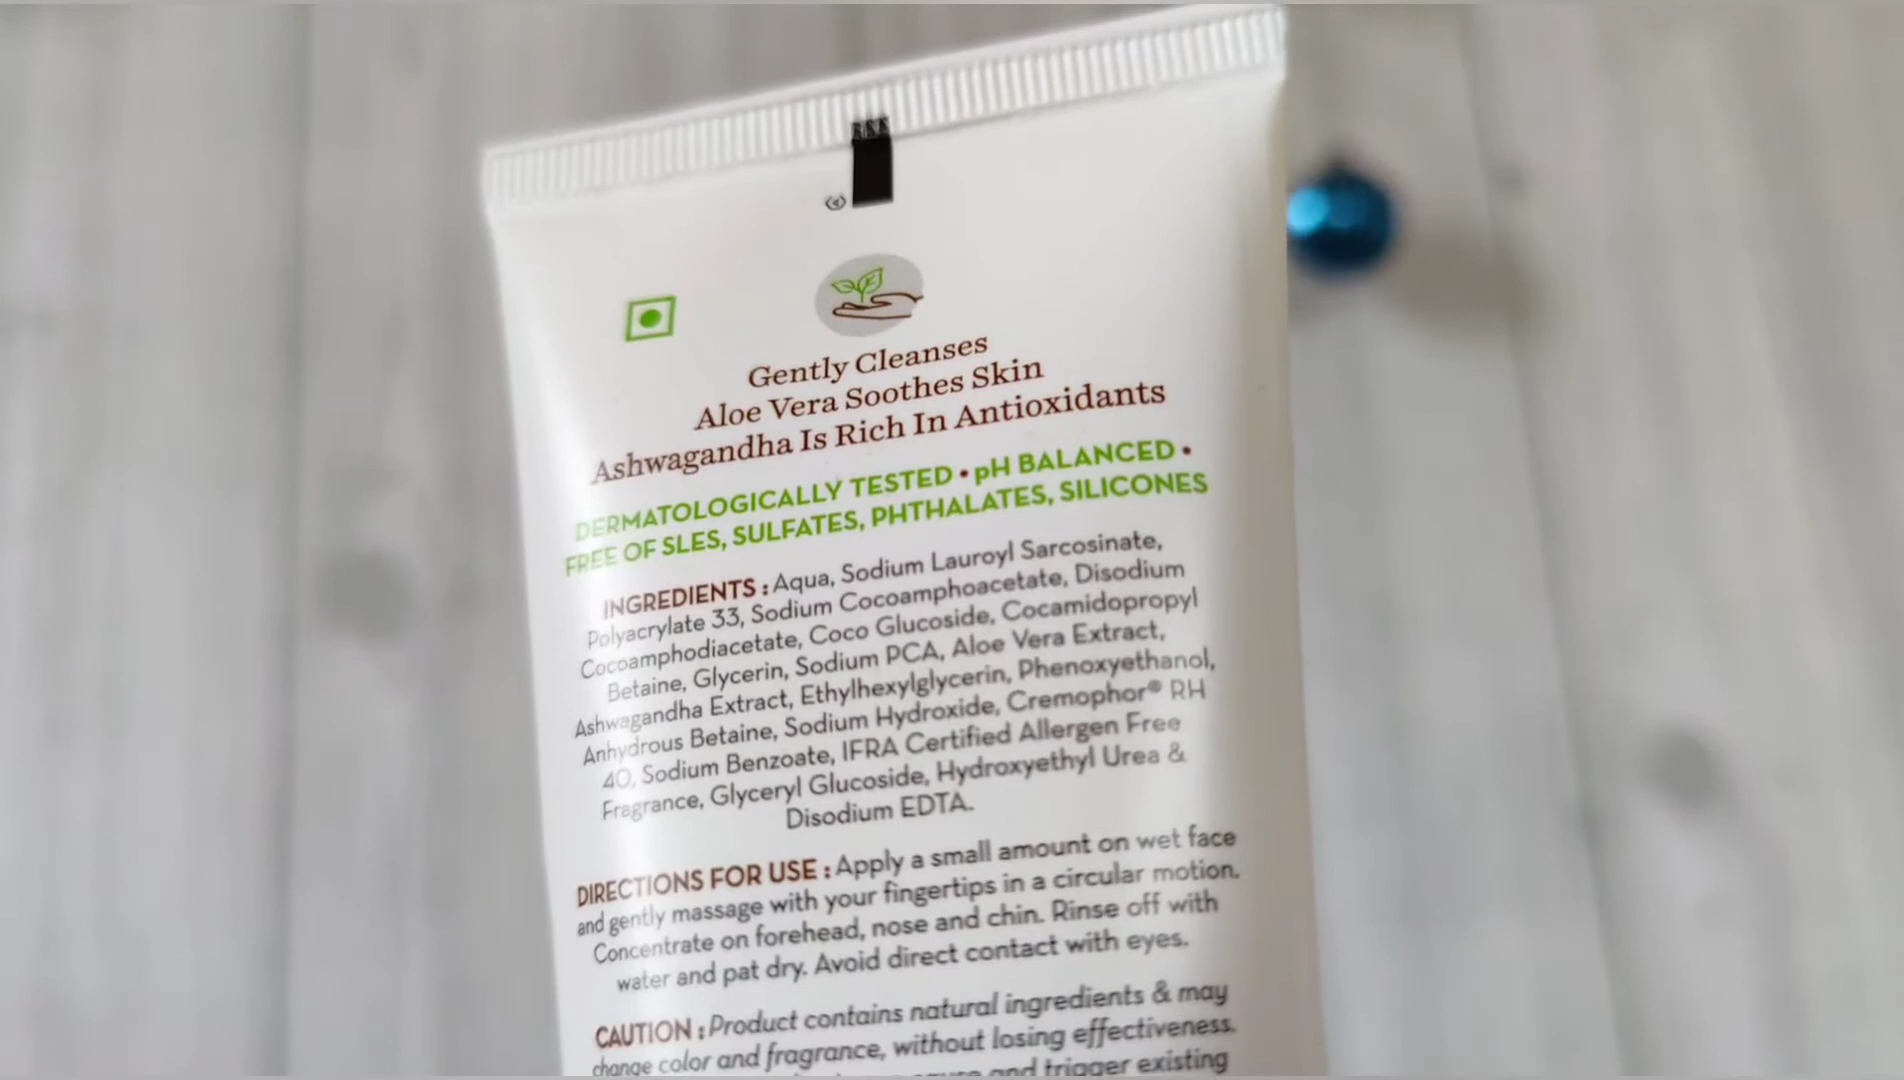 Gently Cleanses
Aloe Vera Soothes Skin
Ashwagandha Is Rich In Antioxidants
DERMATOLOGICALLY TESTED • pH BALANCED •
FREE OF SLES, SULFATES, PHTHALATES, SILICONES
INGREDIENTS : Aqua, Sodium Lauroyl Sarcosinate,
Polyacrylate 33, Sodium Cocoamphoacetate, Disodium
Cocoamphodiacetate, Coco Glucoside, Cocamidopropyl
Betaine, Glycerin, Sodium PCA, Aloe Vera Extract,
Ashwagandha Extract, Ethylhexylglycerin, Phenoxyethanol,
Anhydrous Betaine, Sodium Hydroxide, Cremophor® RH
40, Sodium Benzoate, IFRA Certified Allergen Free
Fragrance, Glyceryl Glucoside, Hydroxyethyl Urea &
Disodium EDTA.
DIRECTIONS FOR USE : Apply a small amount on wet face
and gently massage with your fingertips in a circular motion.
Concentrate on forehead, nose and chin. Rinse off with
water and pat dry. Avoid direct contact with eyes.
CAUTION : Product contains natural ingredients & may
change color and fragrance, without losing effectiveness.
and trigger existing